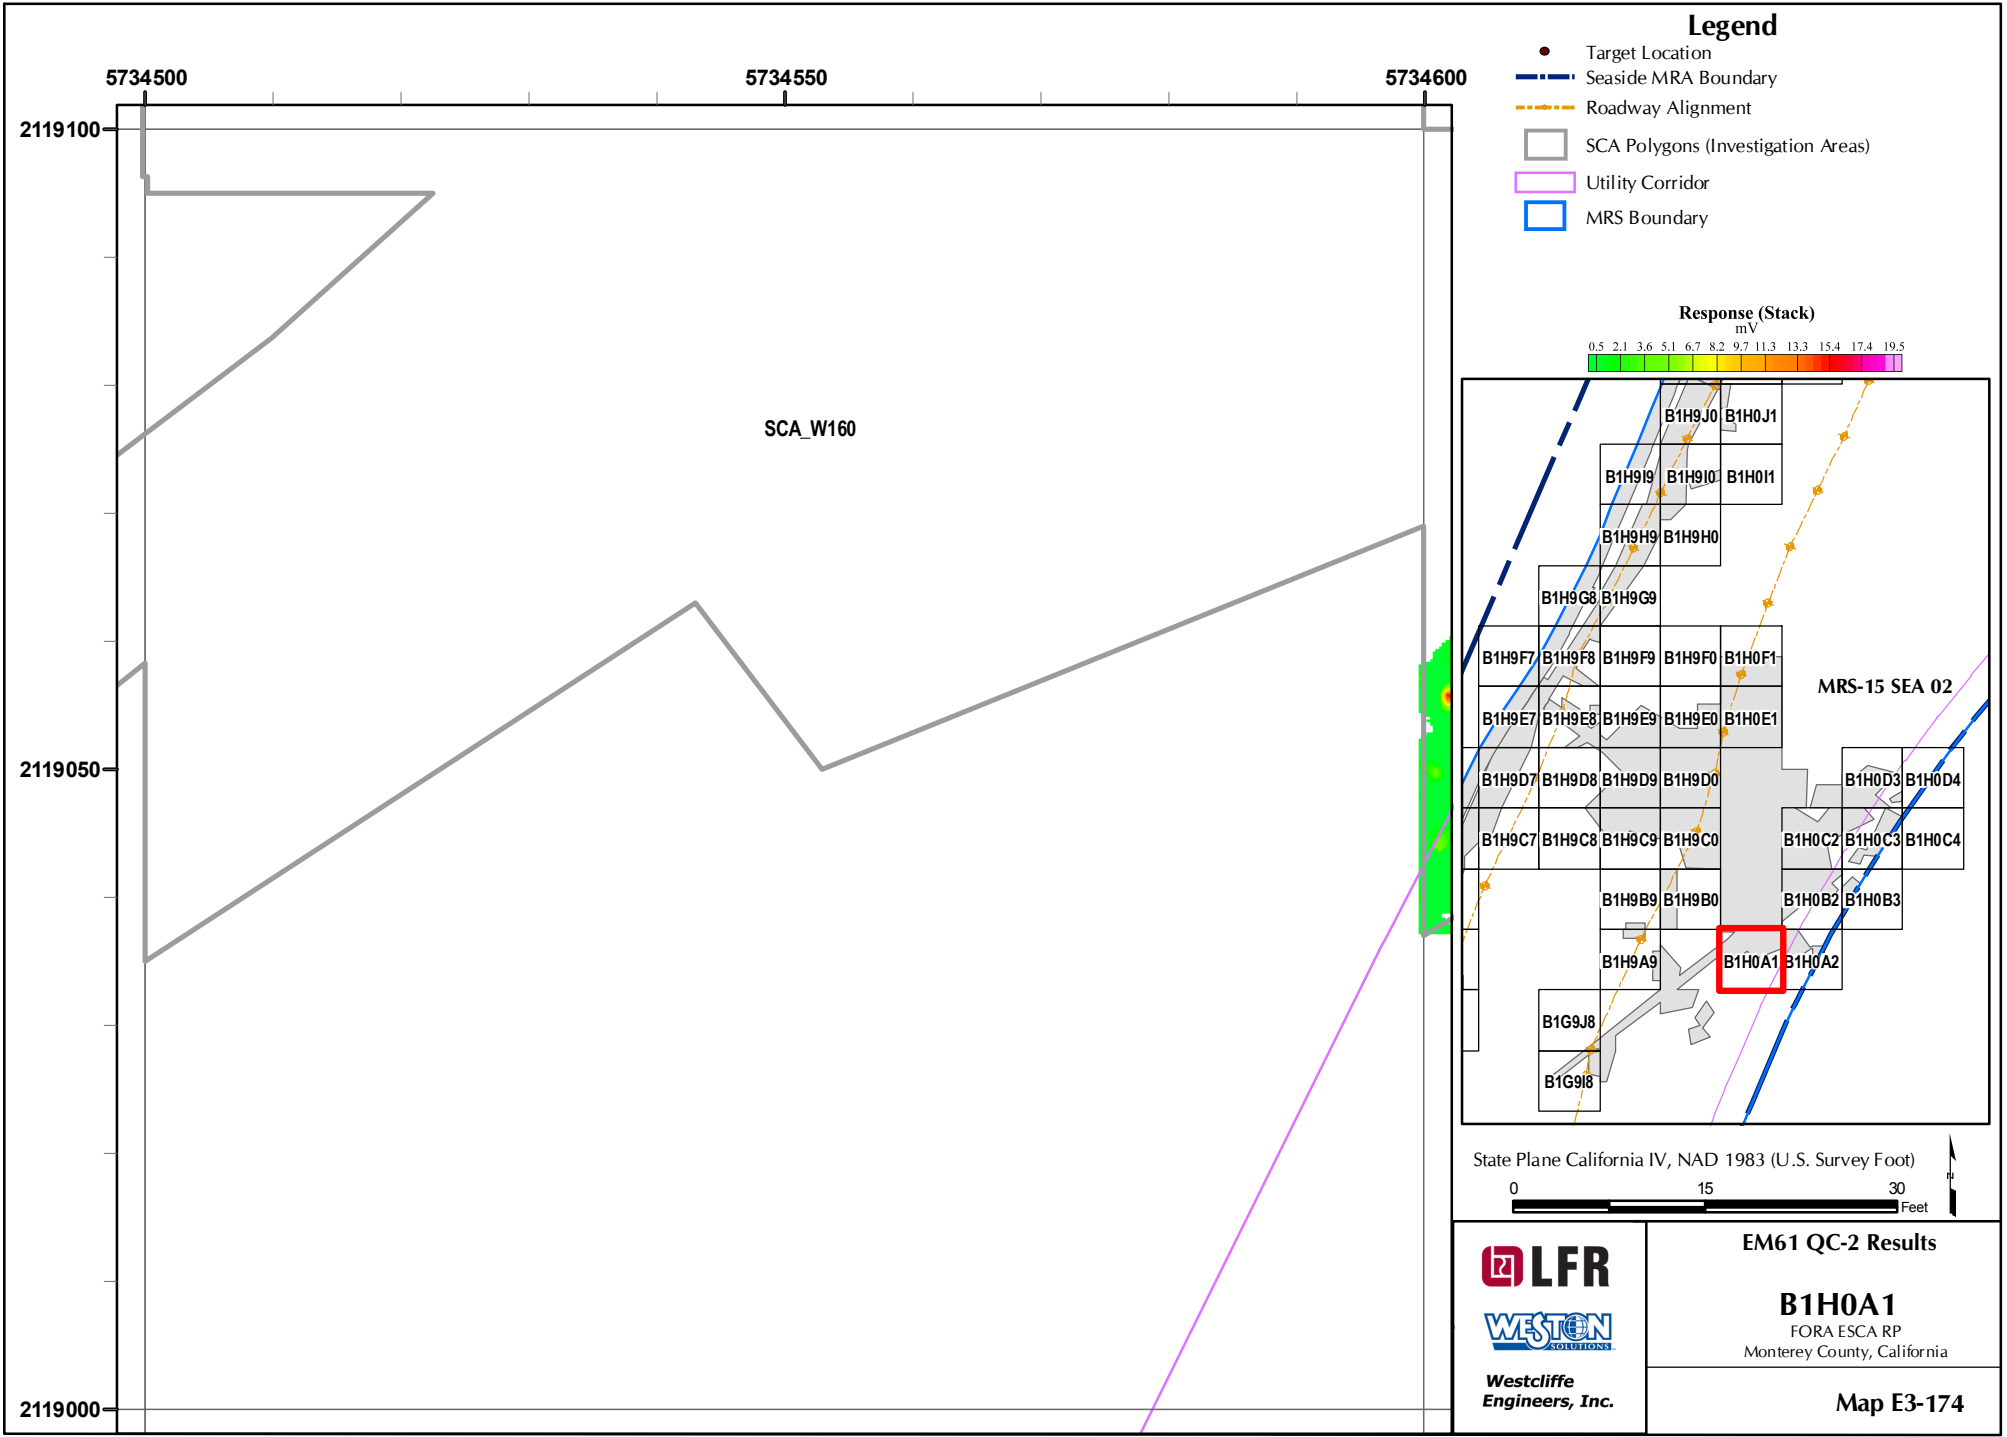 Legend
Target Location
Seaside MRA Boundary
Roadway Alignment
SCA Polygons (Investigation Areas)
Utility Corridor
MRS Boundary
5734500 5734550 5734600
2119100
2119050
2119000
SCA_W160
Response (Stack)
mV
0.5 2.1 3.6 5.1 6.7 8.2 9.7 11.3 13.3 15.4 17.4 19.5
B1H9J0 B1H0J1
B1H9I9 B1H9I0 B1H0I1
B1H9H9 B1H9H0
B1H9G8 B1H9G9
B1H9F7 B1H9F8 B1H9F9 B1H9F0 B1H0F1
MRS-15 SEA 02
B1H9E7 B1H9E8 B1H9E9 B1H9E0 B1H0E1
B1H9D7 B1H9D8 B1H9D9 B1H9D0 B1H0D3 B1H0D4
B1H9C7 B1H9C8 B1H9C9 B1H9C0 B1H0C2 B1H0C3 B1H0C4
B1H9B9 B1H9B0 B1H0B2 B1H0B3
B1H9A9 B1H0A1 B1H0A2
B1G9J8
B1G9I8
State Plane California IV, NAD 1983 (U.S. Survey Foot)
0 15 30
Feet
N
LFR
WESTON
SOLUTIONS
Westcliffe
Engineers, Inc.
EM61 QC-2 Results
B1H0A1
FORA ESCA RP
Monterey County, California
Map E3-174